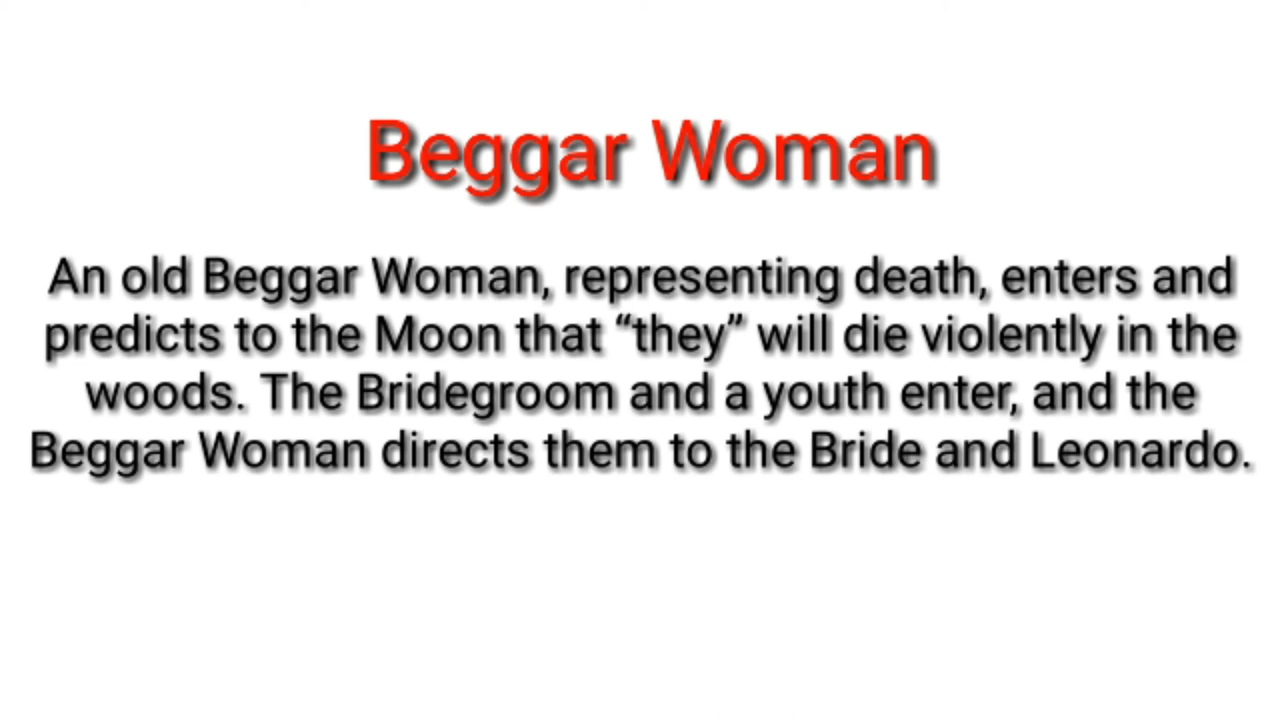 Beggar Woman
An old Beggar Woman, representing death, enters and
predicts to the Moon that “they” will die violently in the
woods. The Bridegroom and a youth enter, and the
Beggar Woman directs them to the Bride and Leonardo.